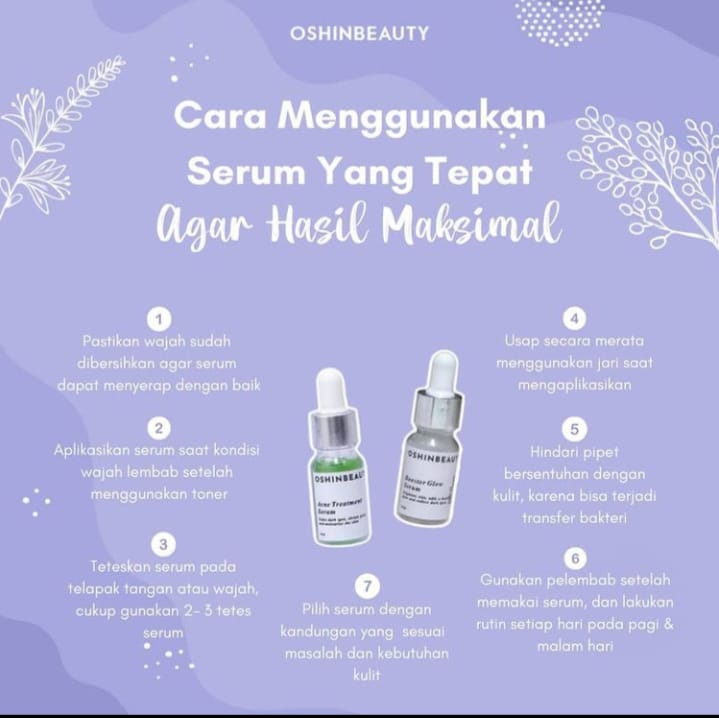 OSHINBEAUTY
Cara Menggunakan
Serum Yang Tepat
Agar Hasil Maksimal
1
Pastikan wajah sudah
dibersihkan agar serum
dapat menyerap dengan baik
2
Aplikasikan serum saat kondisi
wajah lembab setelah
menggunakan toner
3
Teteskan serum pada
telapak tangan atau wajah,
cukup gunakan 2- 3 tetes
serum
4
Usap secara merata
menggunakan jari saat
mengaplikasikan
5
Hindari pipet
bersentuhan dengan
kulit, karena bisa terjadi
transfer bakteri
6
Gunakan pelembab setelah
memakai serum, dan lakukan
rutin setiap hari pada pagi &
malam hari
7
Pilih serum dengan
kandungan yang sesuai
masalah dan kebutuhan
kulit
OSHINBEAUTY
Acne Treatment
Serum
OSHINBEAUTY
Booster Glow
Serum